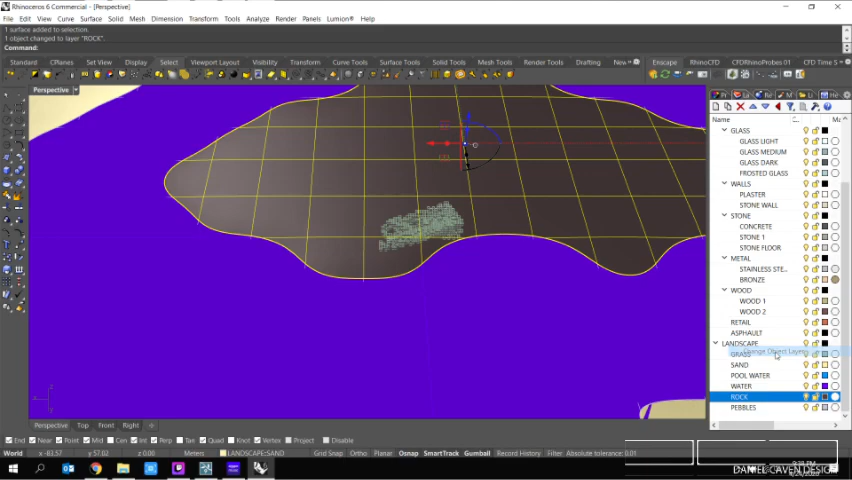 Rhinoceros 6 Commercial - [Perspective]
File Edit View Curve Surface Solid Mesh Dimension Transform Tools Analyze Render Panels Lumion® Help
1 surface added to selection.
1 object changed to layer "ROCK".
Command:
Standard CPlanes Set View Display Select Viewport Layout Visibility Transform Curve Tools Surface Tools Solid Tools Mesh Tools Render Tools Drafting New Enscape RhinoCFD CFDRhinoProbes 01 CFD Time S
Perspective
Name
GLASS
GLASS LIGHT
GLASS MEDIUM
GLASS DARK
FROSTED GLASS
WALLS
PLASTER
STONE WALL
STONE
CONCRETE
STONE 1
STONE FLOOR
METAL
STAINLESS STE...
BRONZE
WOOD
WOOD 1
WOOD 2
RETAIL
ASPHALT
LANDSCAPE
Change Object Layer
GRASS
SAND
POOL WATER
WATER
ROCK
PEBBLES
Perspective Top Front Right
End Near Point Mid Cen Int Perp Tan Quad Knot Vertex Project Disable
World x -63.57 y 57.02 z 0.00 Meters LANDSCAPE::SAND Grid Snap Ortho Planar Osnap SmartTrack Gumball Record History Filter Absolute tolerance: 0.01
DANIEL CAVEN DESIGN